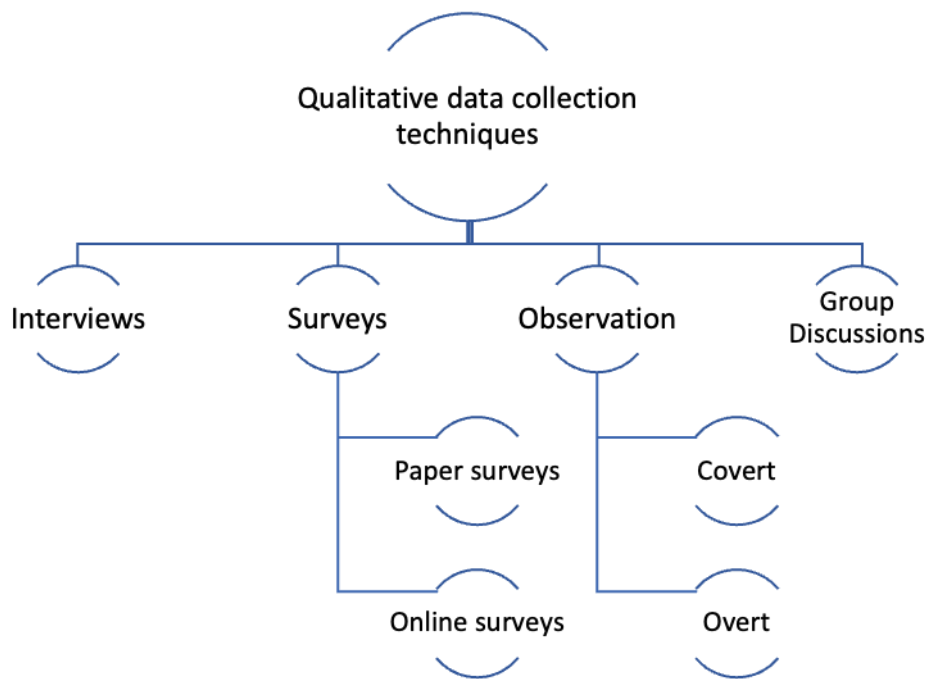 Qualitative data collection
techniques
Interviews
Surveys
Observation
Group
Discussions
Paper surveys
Covert
Online surveys
Overt